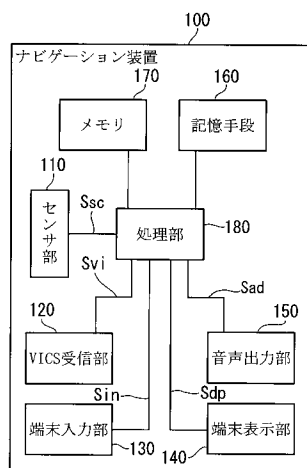 100
ナビゲーション装置
170
160
メモリ
記憶手段
110
センサ部
Ssc
処理部
180
Svi
Sad
120
150
VICS受信部
音声出力部
Sin
Sdp
端末入力部
130
140
端末表示部